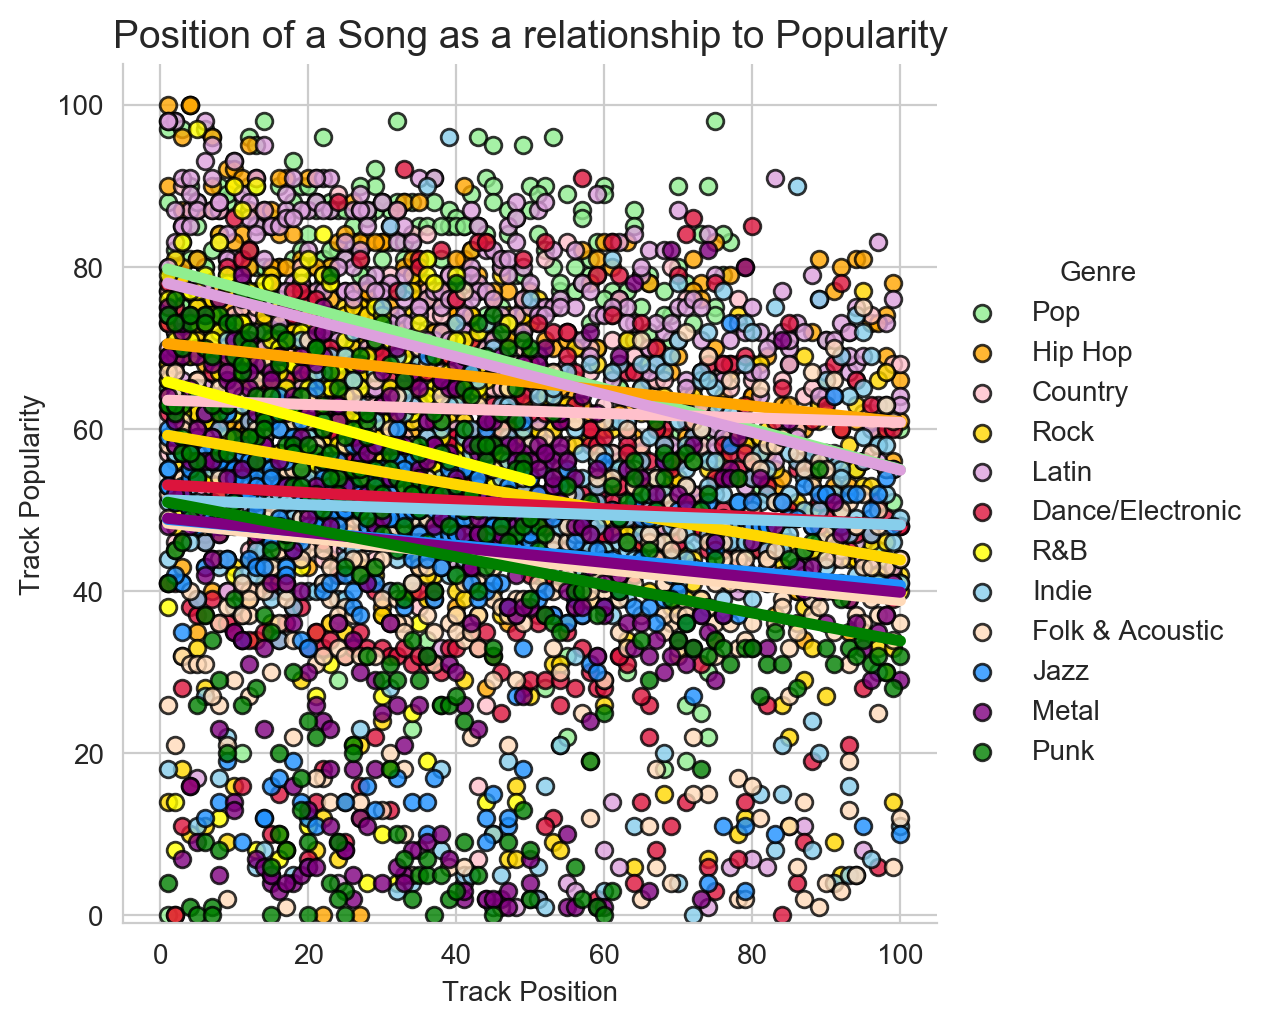 Position of a Song as a relationship to Popularity
100
80
60
40
20
0
Track Popularity
0 20 40 60 80 100
Track Position
Genre
Pop
Hip Hop
Country
Rock
Latin
Dance/Electronic
R&B
Indie
Folk & Acoustic
Jazz
Metal
Punk